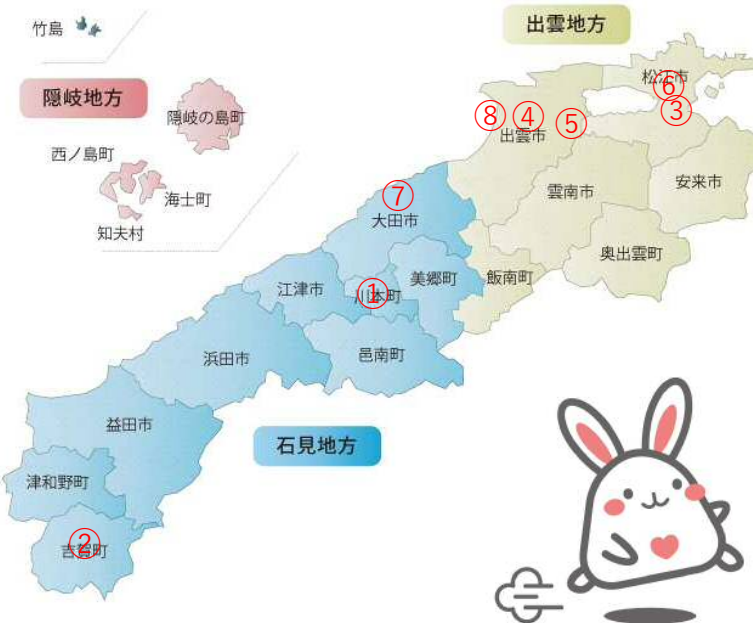 竹島
出雲地方
松江市
⑥
隠岐地方
隠岐の島町
⑧
④
⑤
③
出雲市
西ノ島町
海士町
知夫村
安来市
雲南市
⑦
大田市
奥出雲町
美郷町
飯南町
江津市
川本町
①
浜田市
邑南町
益田市
石見地方
津和野町
吉賀町
②